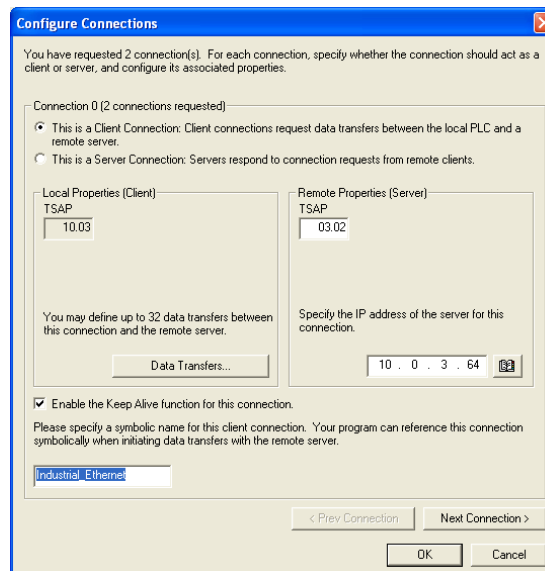 Configure Connections
You have requested 2 connection(s). For each connection, specify whether the connection should act as a
client or server, and configure its associated properties.
Connection 0 (2 connections requested)
This is a Client Connection: Client connections request data transfers between the local PLC and a
remote server.
This is a Server Connection: Servers respond to connection requests from remote clients.
Local Properties (Client)
TSAP
10.03
You may define up to 32 data transfers between
this connection and the remote server.
Data Transfers...
Remote Properties (Server)
TSAP
03.02
Specify the IP address of the server for this
connection.
10 . 0 . 3 . 64
Enable the Keep Alive function for this connection.
Please specify a symbolic name for this client connection. Your program can reference this connection
symbolically when initiating data transfers with the remote server.
Industrial_Ethernet
< Prev Connection
Next Connection >
OK
Cancel